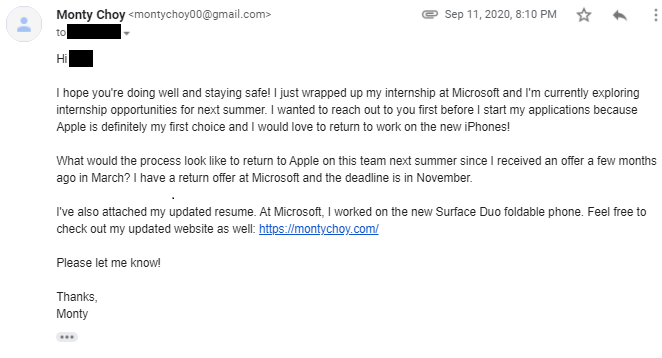 Monty Choy <montychoy00@gmail.com>
Sep 11, 2020, 8:10 PM
to
Hi
I hope you're doing well and staying safe! I just wrapped up my internship at Microsoft and I'm currently exploring
internship opportunities for next summer. I wanted to reach out to you first before I start my applications because
Apple is definitely my first choice and I would love to return to work on the new iPhones!
What would the process look like to return to Apple on this team next summer since I received an offer a few months
ago in March? I have a return offer at Microsoft and the deadline is in November.
I've also attached my updated resume. At Microsoft, I worked on the new Surface Duo foldable phone. Feel free to
check out my updated website as well: https://montychoy.com/
Please let me know!
Thanks,
Monty